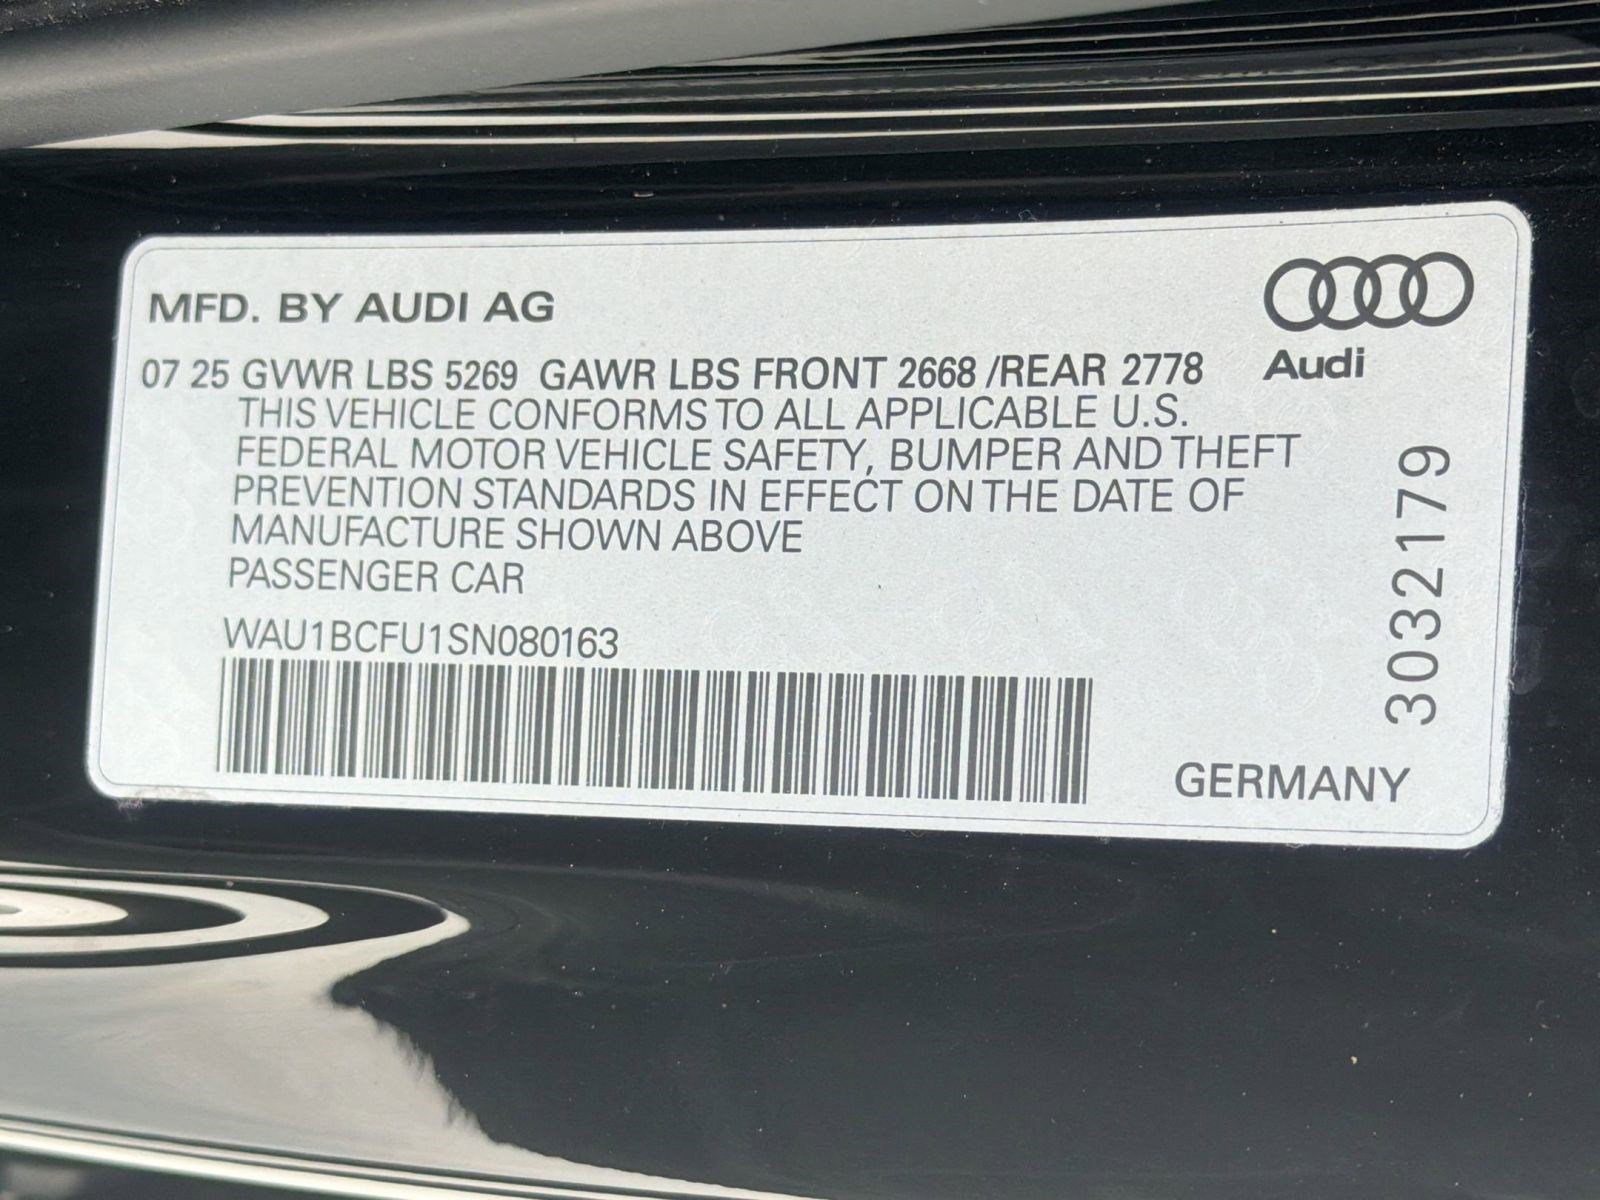 MFD. BY AUDI AG
Audi
07 25 GVWR LBS 5269 GAWR LBS FRONT 2668 /REAR 2778
THIS VEHICLE CONFORMS TO ALL APPLICABLE U.S.
FEDERAL MOTOR VEHICLE SAFETY, BUMPER AND THEFT
PREVENTION STANDARDS IN EFFECT ON THE DATE OF
MANUFACTURE SHOWN ABOVE
PASSENGER CAR
WAU1BCFU1SN080163
3032179
GERMANY